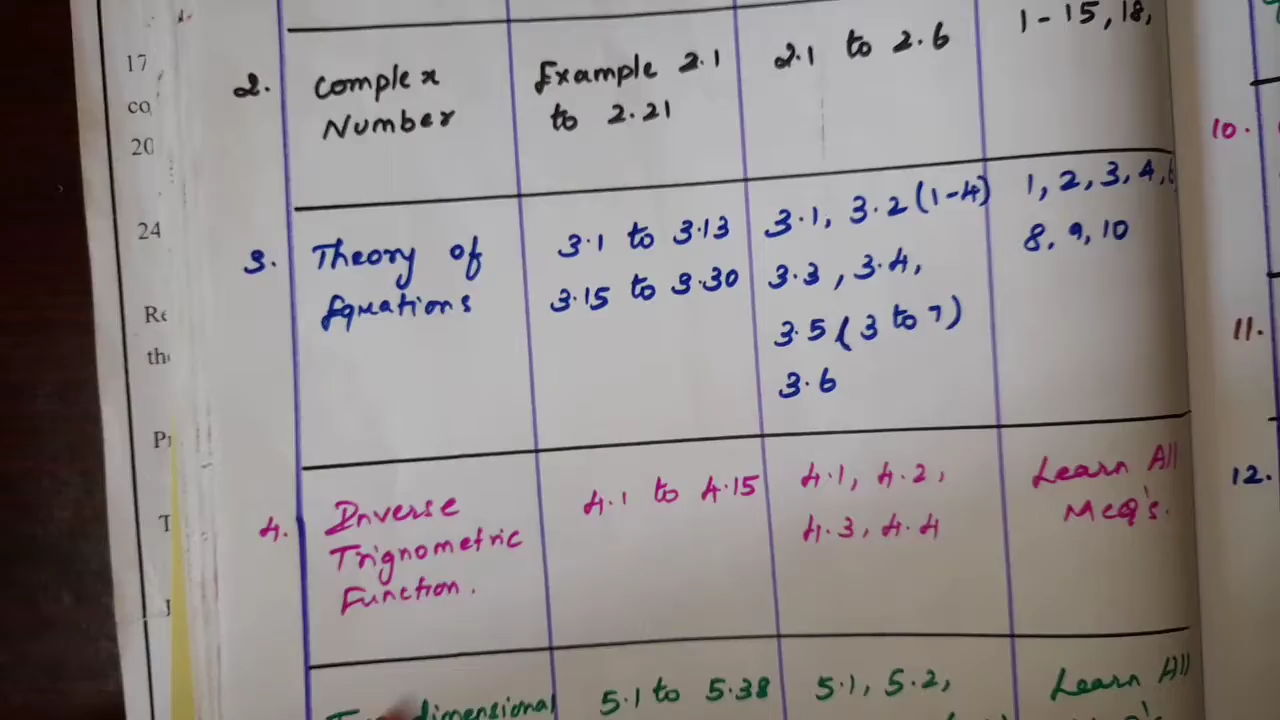 17
co
20
24
Re
the
2.
Complex
Number
Example 2.1
to 2.21
2.1 to 2.6
1 - 15, 18,
3.
Theory of
Equations
3.1 to 3.13
3.15 to 3.30
3.1, 3.2 (1-4)
3.3, 3.4,
3.5 ( 3 to 7)
3.6
1, 2, 3, 4,
8, 9, 10
4.
Inverse
Trignometric
Function.
4.1 to 4.15
4.1, 4.2,
4.3, 4.4
Learn All
McQ's.
dimensional
5.1 to 5.38
5.1, 5.2,
Learn All
10.
11.
12.